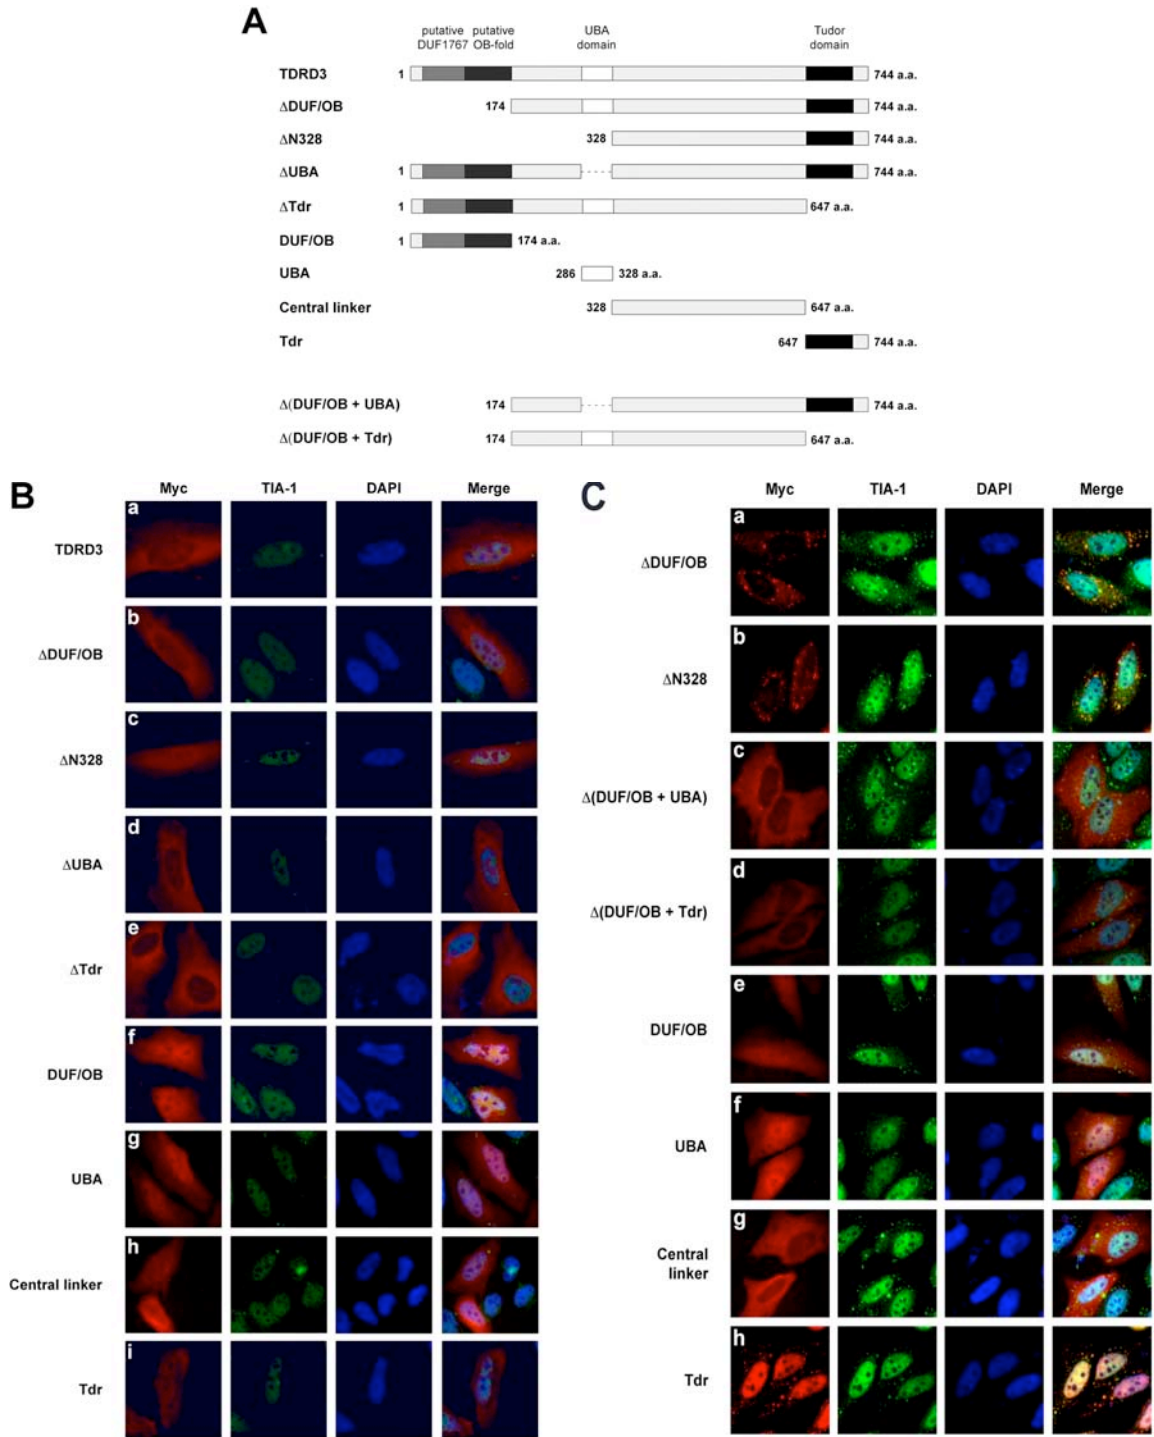 A
putative DUF1767
putative OB-fold
UBA domain
Tudor domain
TDRD3 1 744 a.a.
ΔDUF/OB 174 744 a.a.
ΔN328 328 744 a.a.
ΔUBA 1 744 a.a.
ΔTdr 1 647 a.a.
DUF/OB 1 174 a.a.
UBA 286 328 a.a.
Central linker 328 647 a.a.
Tdr 647 744 a.a.
Δ(DUF/OB + UBA) 174 744 a.a.
Δ(DUF/OB + Tdr) 174 647 a.a.
B
Myc TIA-1 DAPI Merge
TDRD3 a
ΔDUF/OB b
ΔN328 c
ΔUBA d
ΔTdr e
DUF/OB f
UBA g
Central linker h
Tdr i
C
Myc TIA-1 DAPI Merge
ΔDUF/OB a
ΔN328 b
Δ(DUF/OB + UBA) c
Δ(DUF/OB + Tdr) d
DUF/OB e
UBA f
Central
linker g
Tdr h